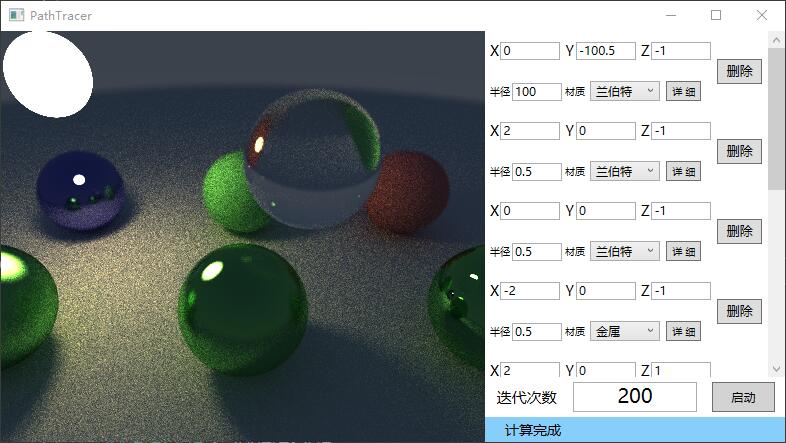 PathTracer
X 0 Y -100.5 Z -1
删除
半径 100 材质 兰伯特 详 细
X 2 Y 0 Z -1
删除
半径 0.5 材质 兰伯特 详 细
X 0 Y 0 Z -1
删除
半径 0.5 材质 兰伯特 详 细
X -2 Y 0 Z -1
删除
半径 0.5 材质 金属 详 细
X 2 Y 0 Z 1
迭代次数 200 启动
计算完成